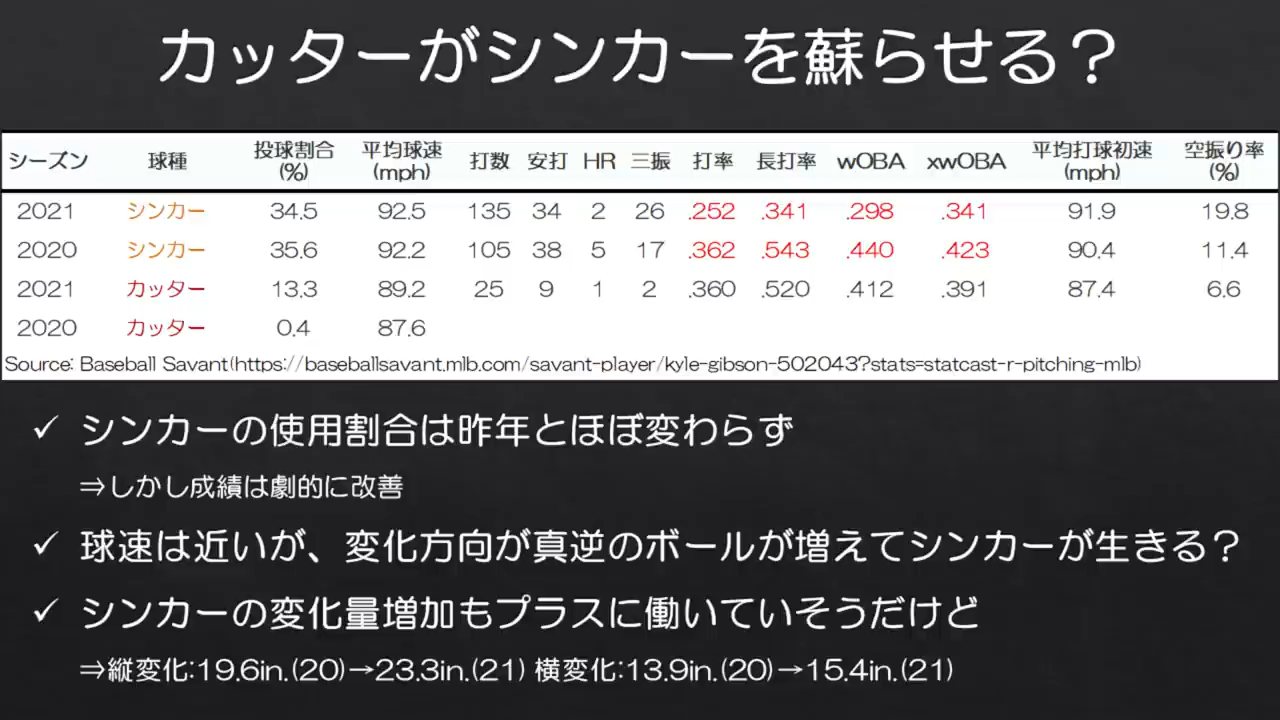 カッターがシンカーを蘇らせる？
シーズン 球種 投球割合(%) 平均球速(mph) 打数 安打 HR 三振 打率 長打率 wOBA xwOBA 平均打球初速(mph) 空振り率(%)
2021 シンカー 34.5 92.5 135 34 2 26 .252 .341 .298 .341 91.9 19.8
2020 シンカー 35.6 92.2 105 38 5 17 .362 .543 .440 .423 90.4 11.4
2021 カッター 13.3 89.2 25 9 1 2 .360 .520 .412 .391 87.4 6.6
2020 カッター 0.4 87.6
Source: Baseball Savant(https://baseballsavant.mlb.com/savant-player/kyle-gibson-502043?stats=statcast-r-pitching-mlb)
✓ シンカーの使用割合は昨年とほぼ変わらず
⇒しかし成績は劇的に改善
✓ 球速は近いが、変化方向が真逆のボールが増えてシンカーが生きる？
✓ シンカーの変化量増加もプラスに働いていそうだけど
⇒縦変化:19.6in.(20)→23.3in.(21) 横変化:13.9in.(20)→15.4in.(21)